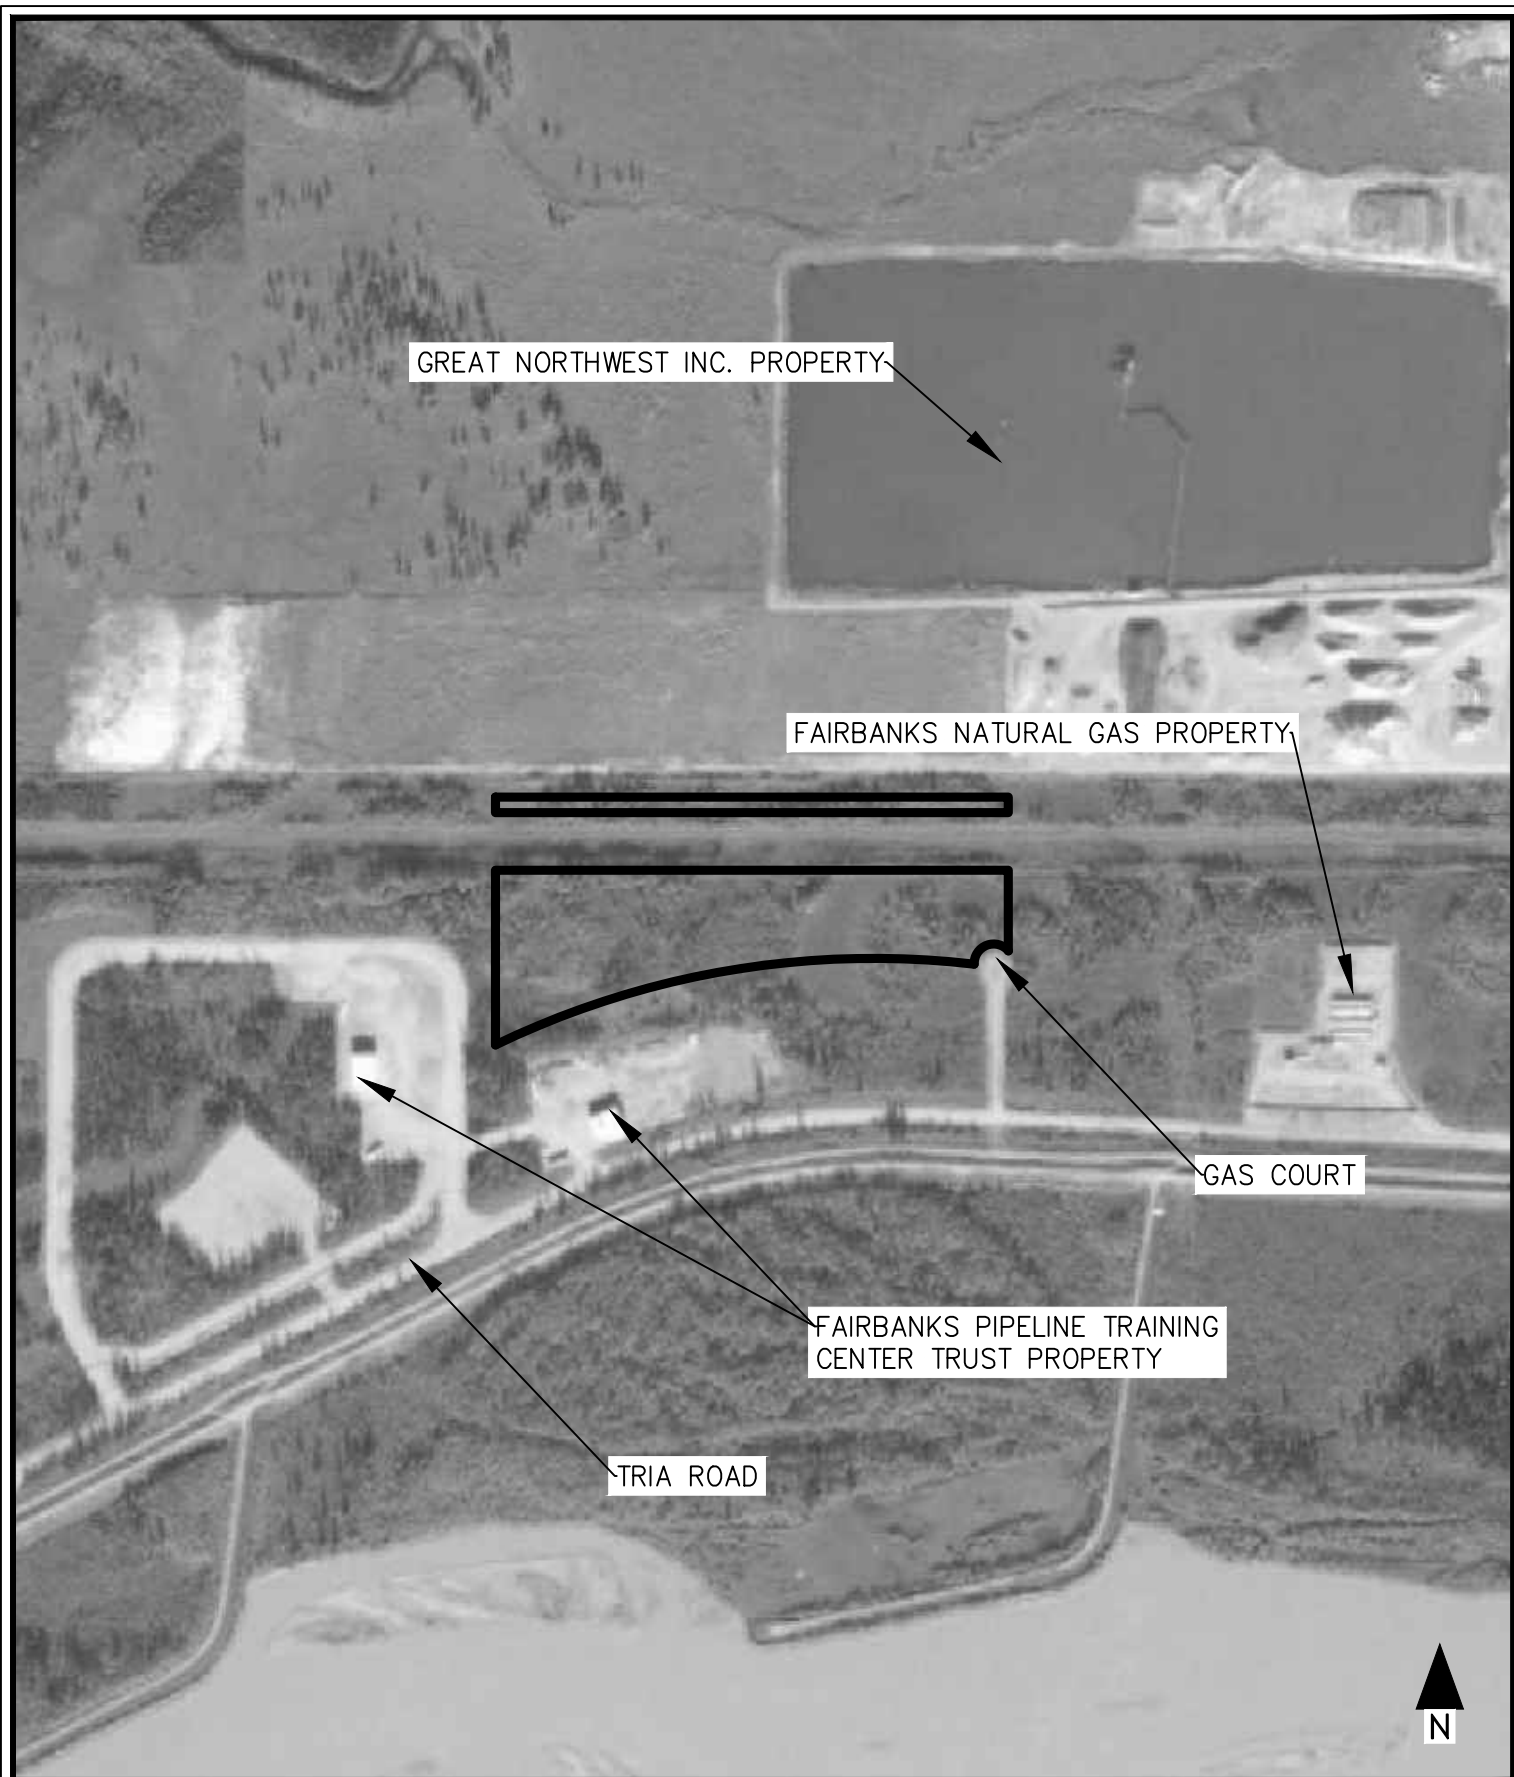 GREAT NORTHWEST INC. PROPERTY
FAIRBANKS NATURAL GAS PROPERTY
GAS COURT
FAIRBANKS PIPELINE TRAINING
CENTER TRUST PROPERTY
TRIA ROAD
N